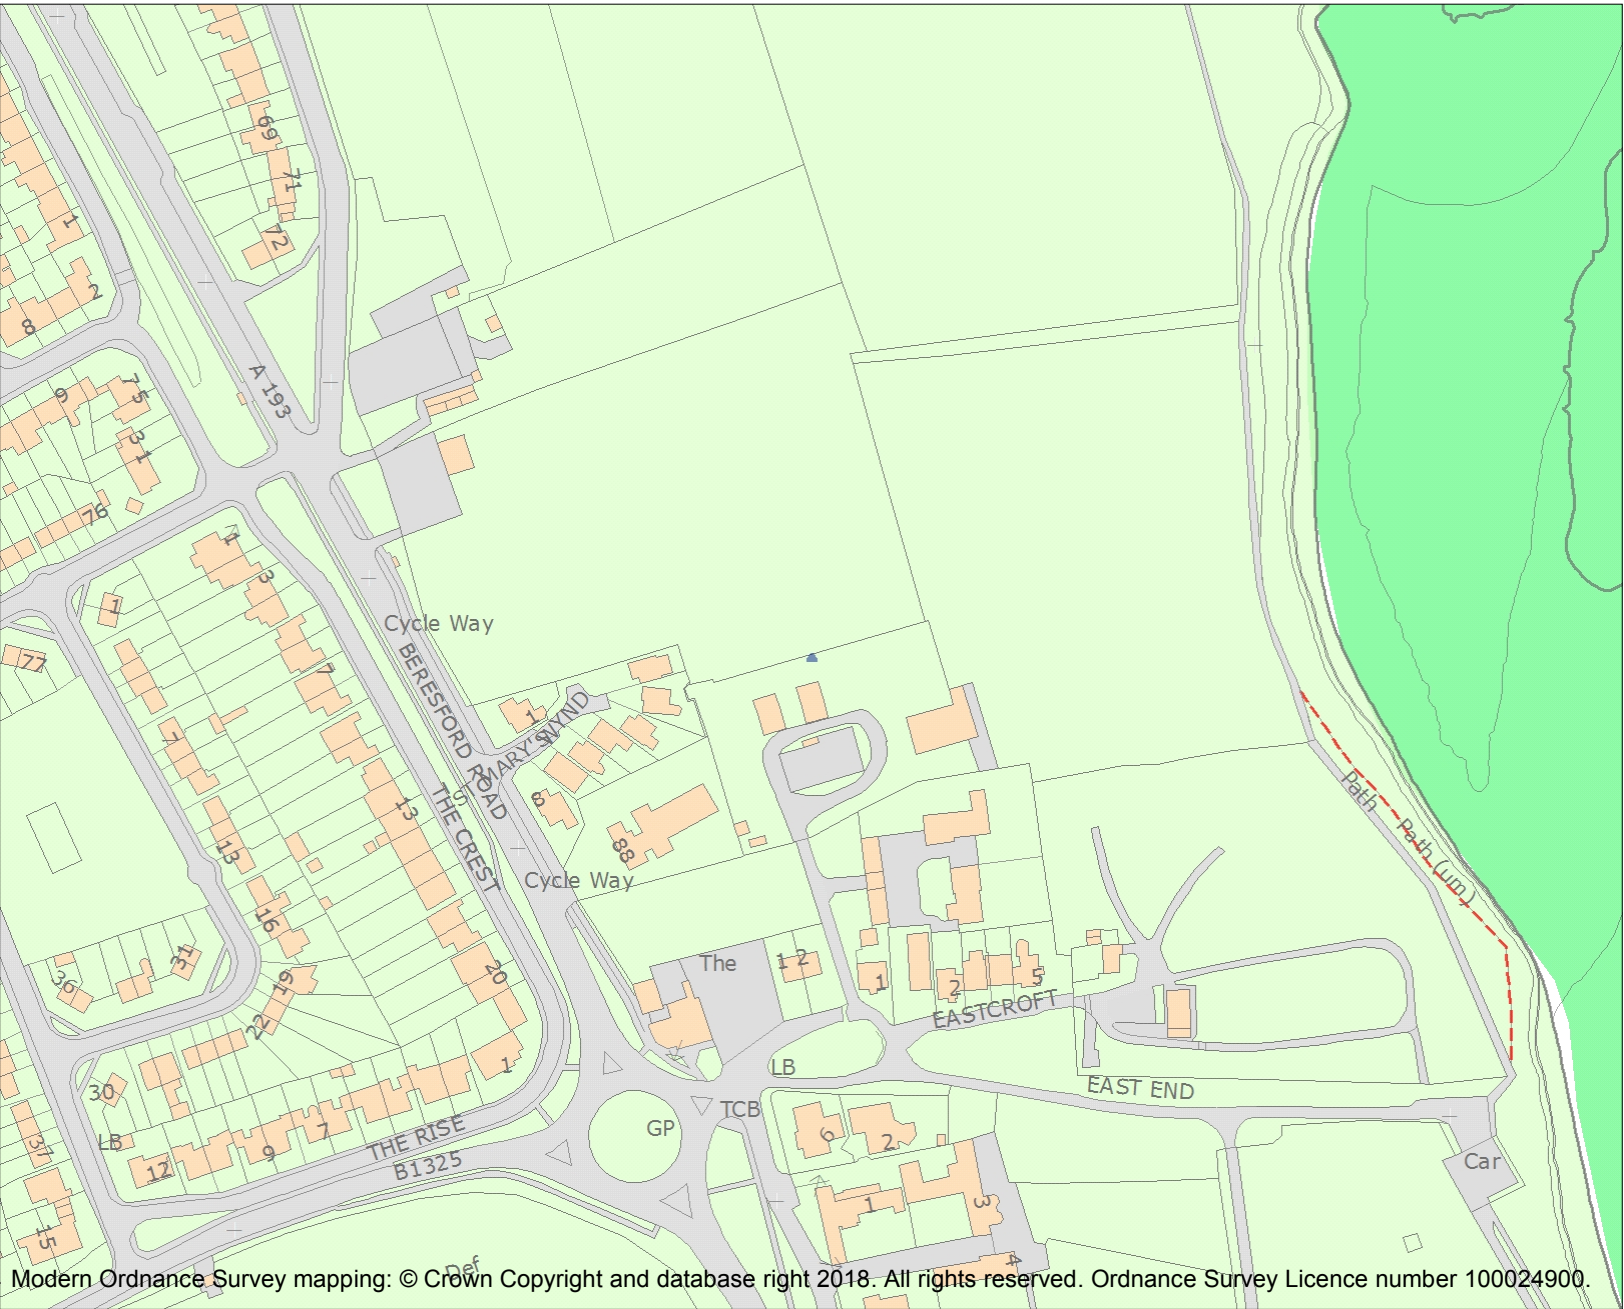 69
71
1
72
2
8
A 193
9
75
31
76
1
3
1
77
7
Cycle Way
BERESFORD ROAD
1
ST MARY'S WYND
7
THE CREST
8
88
13
13
Cycle Way
Path
Path (um)
16
31
36
19
20
22
The
1 2
1
2
5
EASTCROFT
LB
1
30
EAST END
TCB
GP
6
2
LB
37
12
9
7
THE RISE
B1325
Car
1
3
15
4
Def
Modern Ordnance Survey mapping: © Crown Copyright and database right 2018. All rights reserved. Ordnance Survey Licence number 100024900.